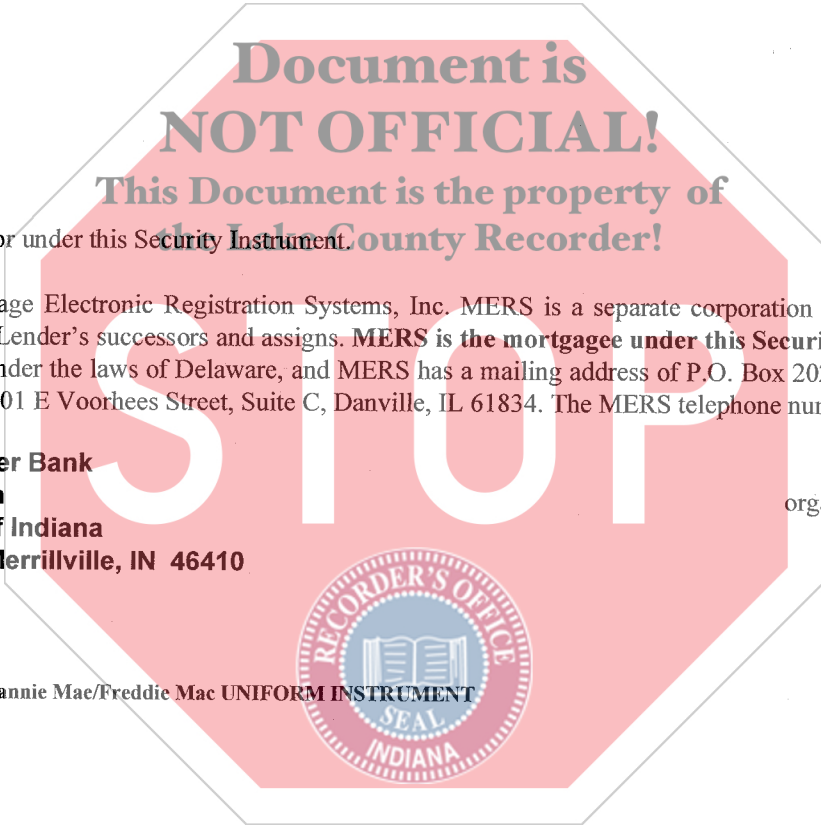 Document is
NOT OFFICIAL!
This Document is the property of
the Lake County Recorder!
or under this Security Instrument.
age Electronic Registration Systems, Inc. MERS is a separate corporation
Lender's successors and assigns. MERS is the mortgagee under this Securi
nder the laws of Delaware, and MERS has a mailing address of P.O. Box 20
01 E Voorhees Street, Suite C, Danville, IL 61834. The MERS telephone nu
STOP
er Bank
orga
f Indiana
errillville, IN 46410
RECORDER'S OFFICE
SEAL
INDIANA
annie Mae/Freddie Mac UNIFORM INSTRUMENT